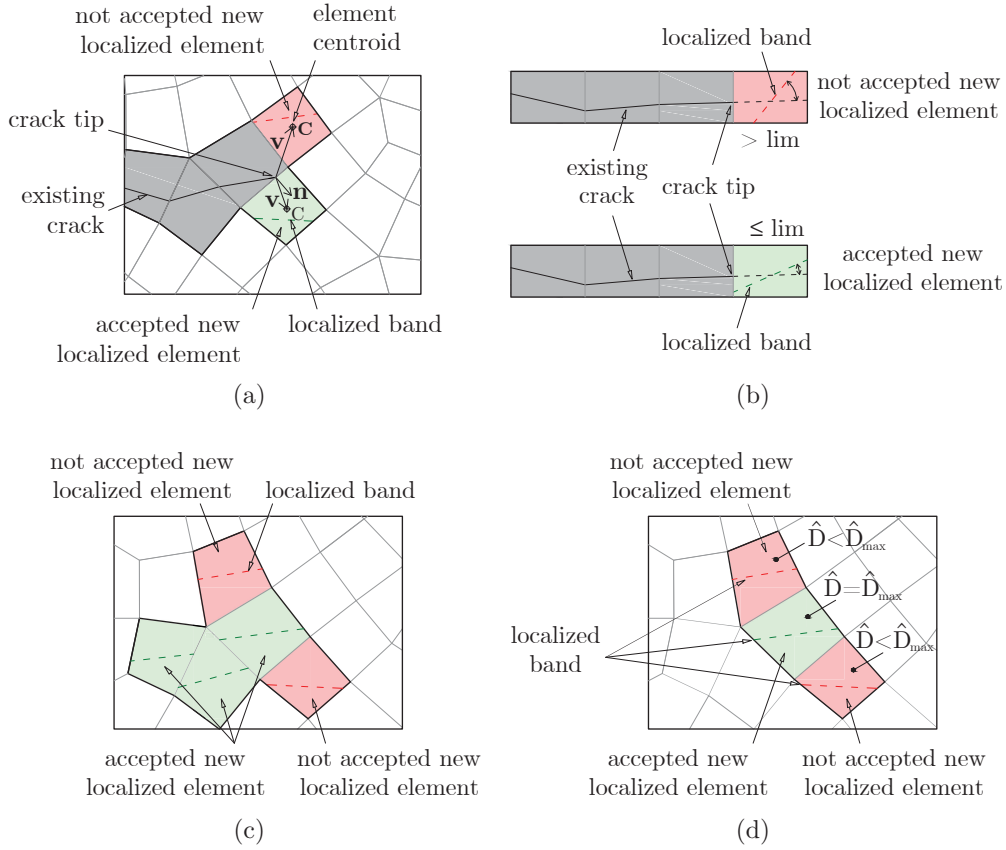 not accepted new
localized element
element
centroid
crack tip
C
v
existing
crack
v
n
C
accepted new
localized element
localized band
(a)
localized band
not accepted new
localized element
> lim
existing
crack
crack tip
≤ lim
accepted new
localized element
localized band
(b)
not accepted new
localized element
localized band
accepted new
localized element
not accepted new
localized element
(c)
not accepted new
localized element
D̂<D̂max
D̂=D̂max
D̂<D̂max
localized
band
accepted new
localized element
not accepted new
localized element
(d)